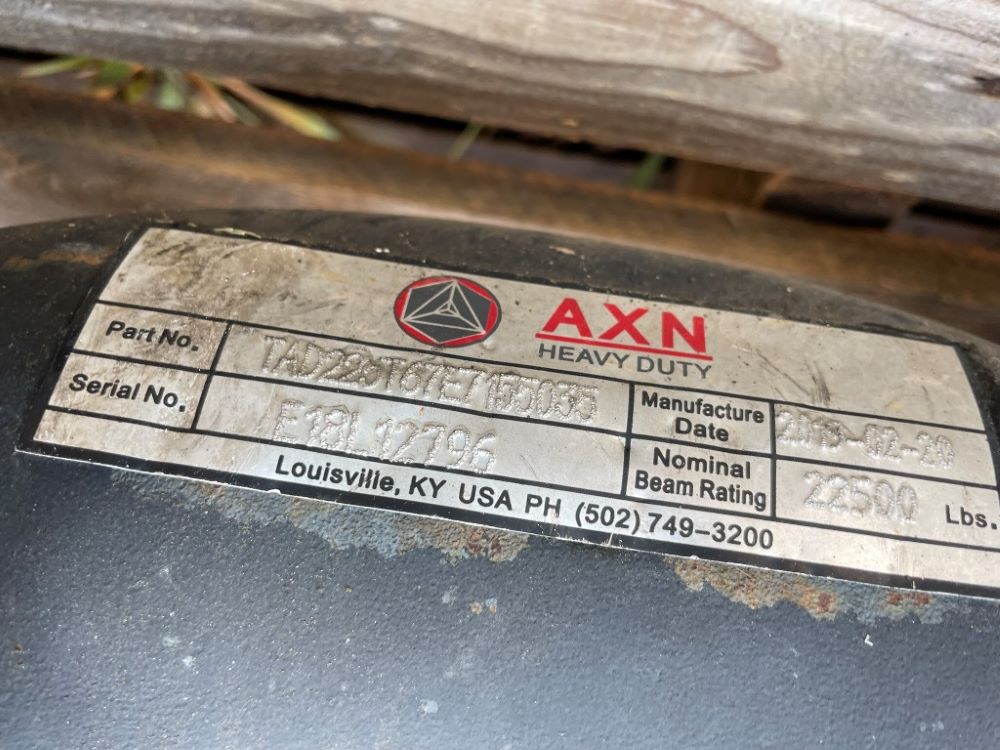 AXN
HEAVY DUTY
Part No.
Serial No. E18L12796
Manufacture Date
Nominal Beam Rating 22500 Lbs.
Louisville, KY USA PH (502) 749-3200